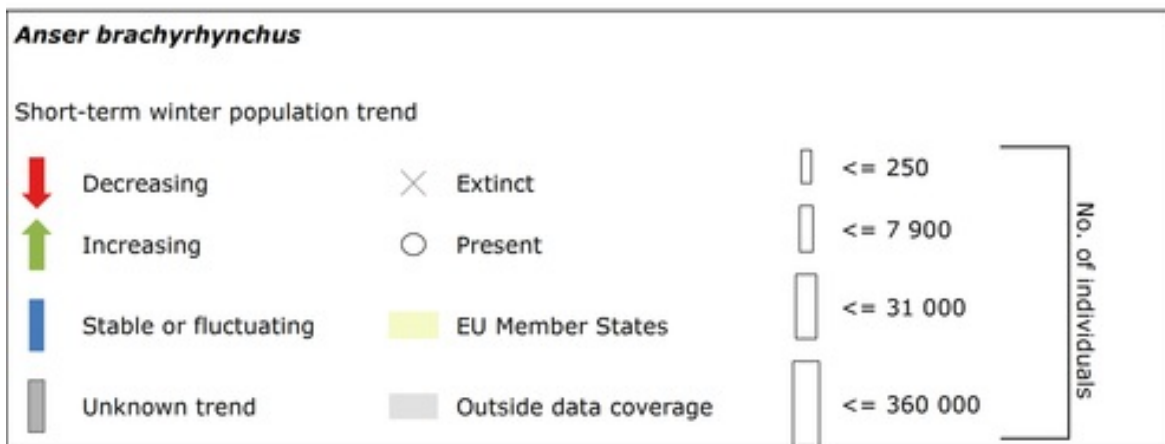 Anser brachyrhynchus
Short-term winter population trend
Decreasing
Increasing
Stable or fluctuating
Unknown trend
Extinct
Present
EU Member States
Outside data coverage
<= 250
<= 7 900
<= 31 000
<= 360 000
No. of individuals